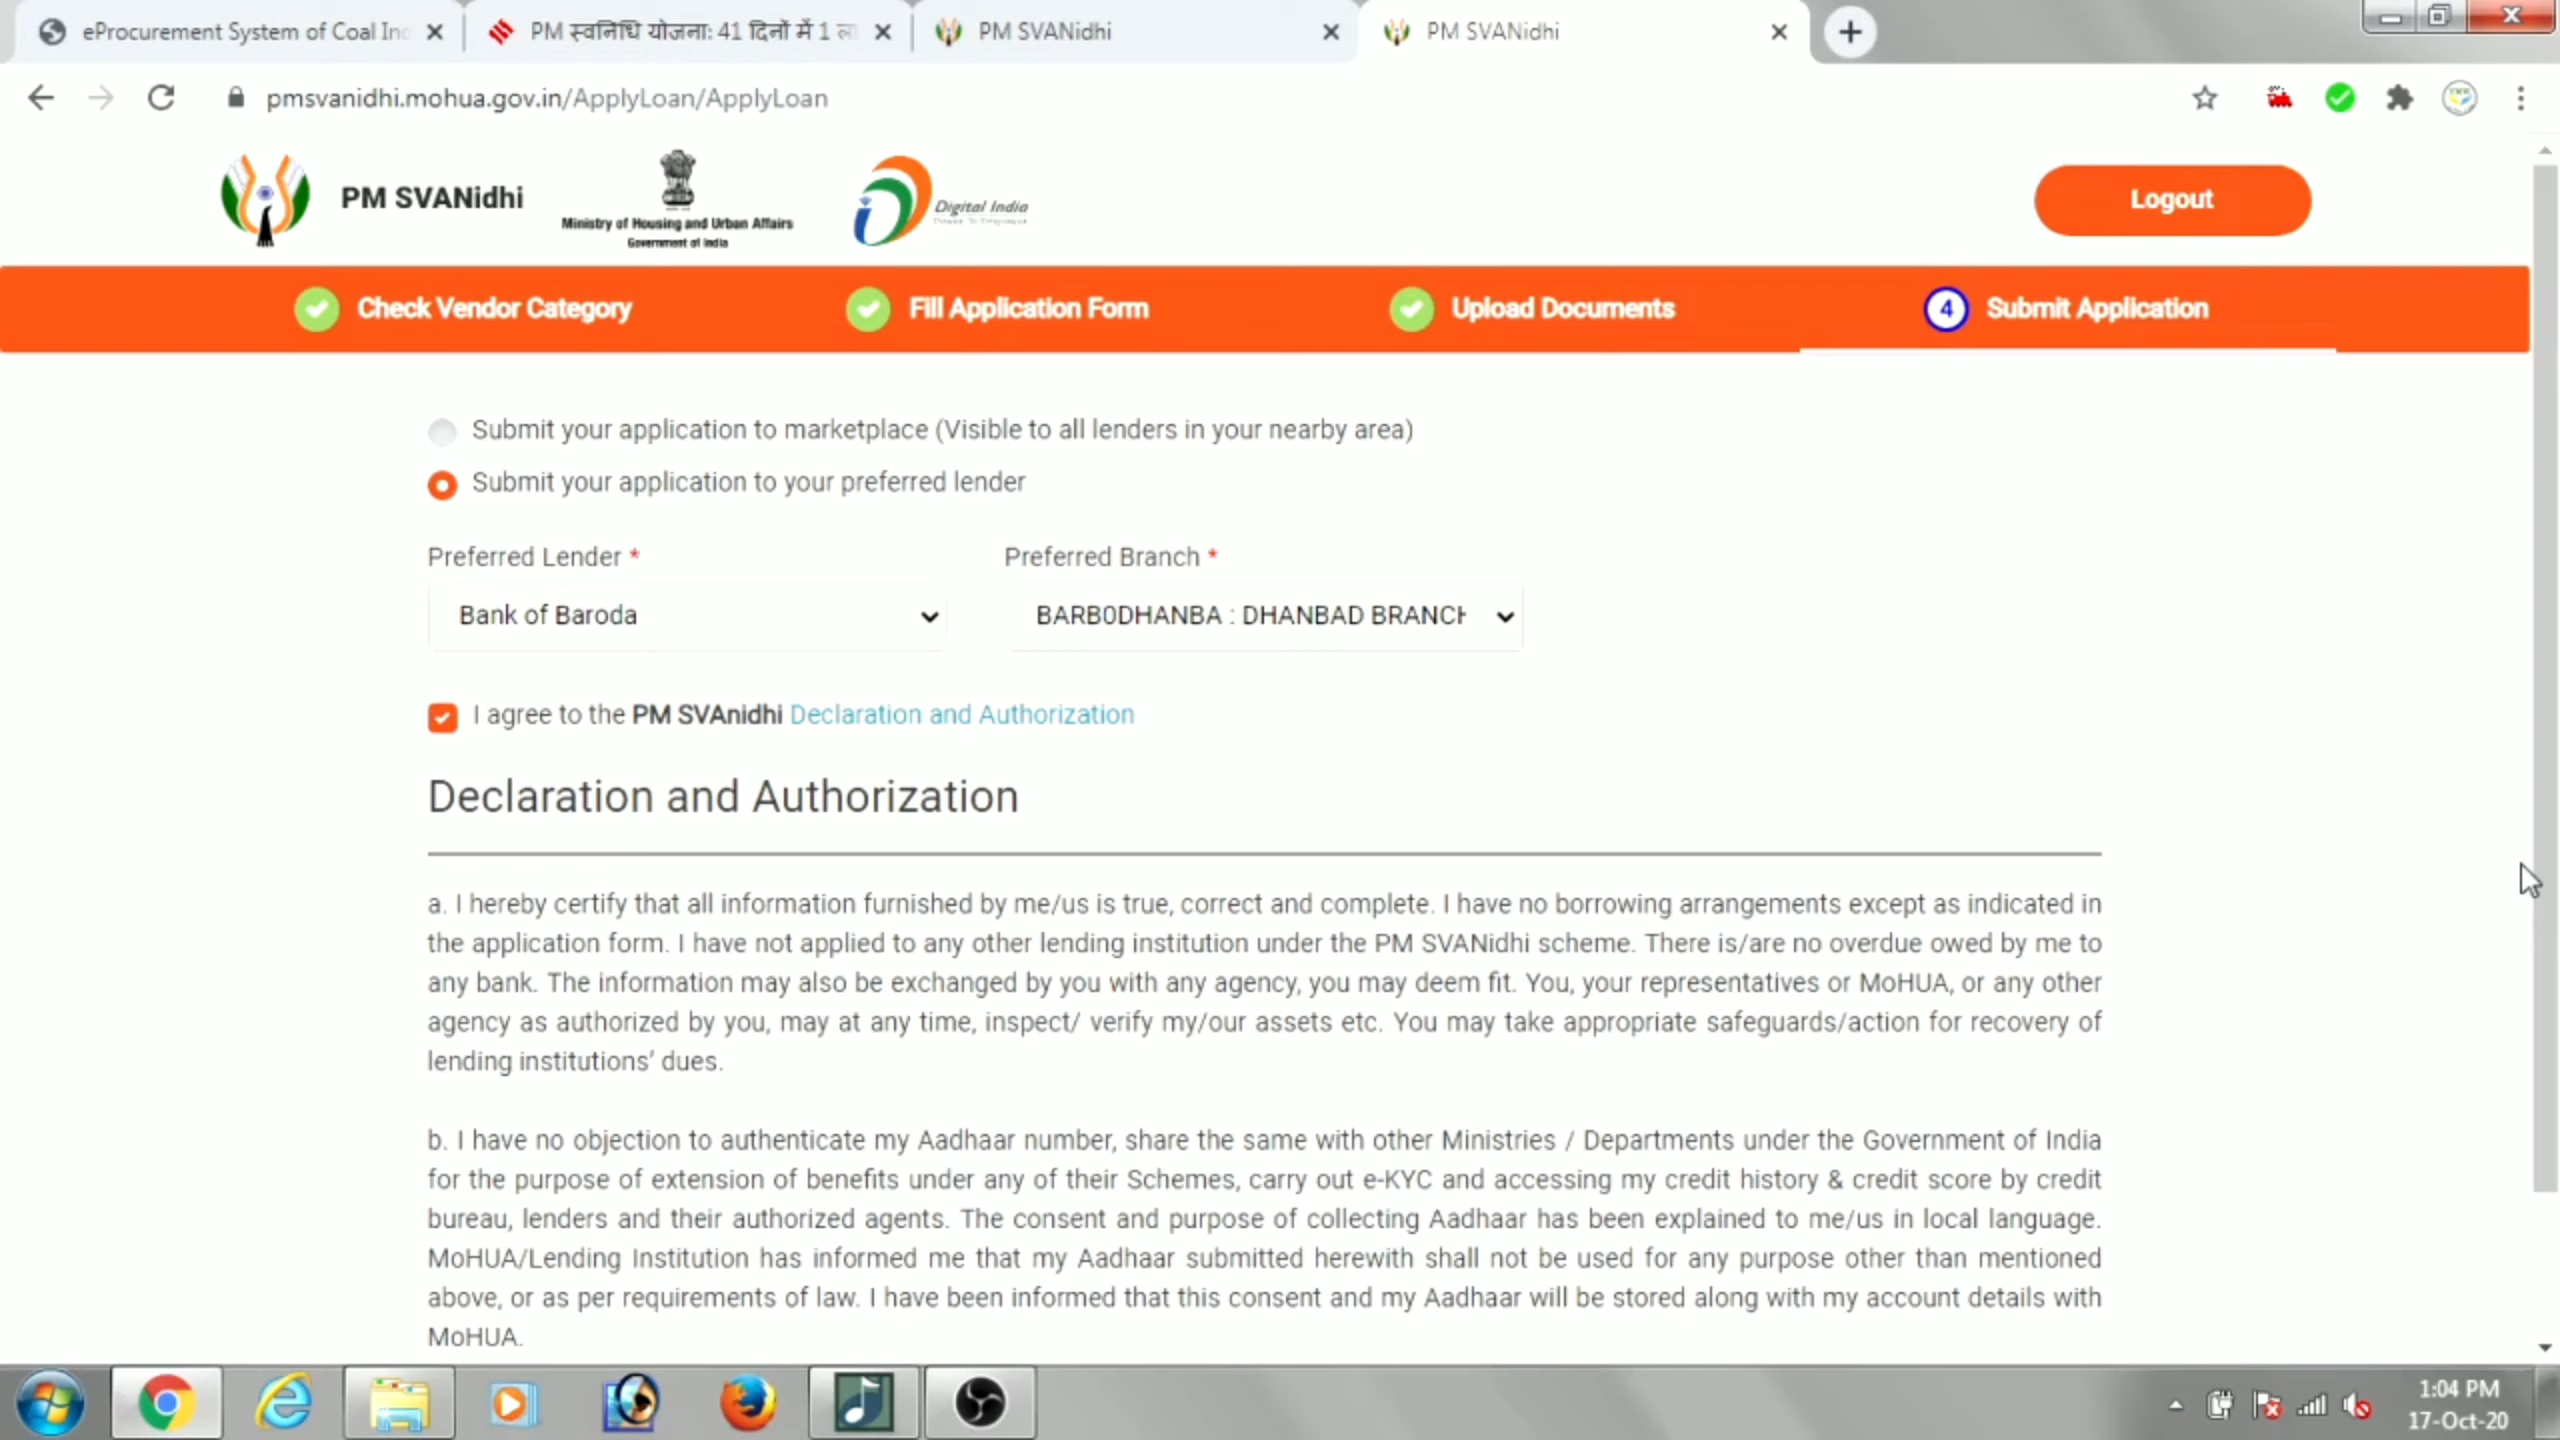 eProcurement System of Coal Inc
PM स्वनिधि योजना: 41 दिनों में 1 ला
PM SVANidhi
PM SVANidhi
pmsvanidhi.mohua.gov.in/ApplyLoan/ApplyLoan
PM SVANidhi
Ministry of Housing and Urban Affairs
Government of India
Digital India
Power To Empower
Logout
Check Vendor Category
Fill Application Form
Upload Documents
4 Submit Application
Submit your application to marketplace (Visible to all lenders in your nearby area)
Submit your application to your preferred lender
Preferred Lender *
Preferred Branch *
Bank of Baroda
BARB0DHANBA : DHANBAD BRANCH
I agree to the PM SVAnidhi Declaration and Authorization
Declaration and Authorization
a. I hereby certify that all information furnished by me/us is true, correct and complete. I have no borrowing arrangements except as indicated in
the application form. I have not applied to any other lending institution under the PM SVANidhi scheme. There is/are no overdue owed by me to
any bank. The information may also be exchanged by you with any agency, you may deem fit. You, your representatives or MoHUA, or any other
agency as authorized by you, may at any time, inspect/ verify my/our assets etc. You may take appropriate safeguards/action for recovery of
lending institutions’ dues.
b. I have no objection to authenticate my Aadhaar number, share the same with other Ministries / Departments under the Government of India
for the purpose of extension of benefits under any of their Schemes, carry out e-KYC and accessing my credit history & credit score by credit
bureau, lenders and their authorized agents. The consent and purpose of collecting Aadhaar has been explained to me/us in local language.
MoHUA/Lending Institution has informed me that my Aadhaar submitted herewith shall not be used for any purpose other than mentioned
above, or as per requirements of law. I have been informed that this consent and my Aadhaar will be stored along with my account details with
MoHUA.
1:04 PM
17-Oct-20